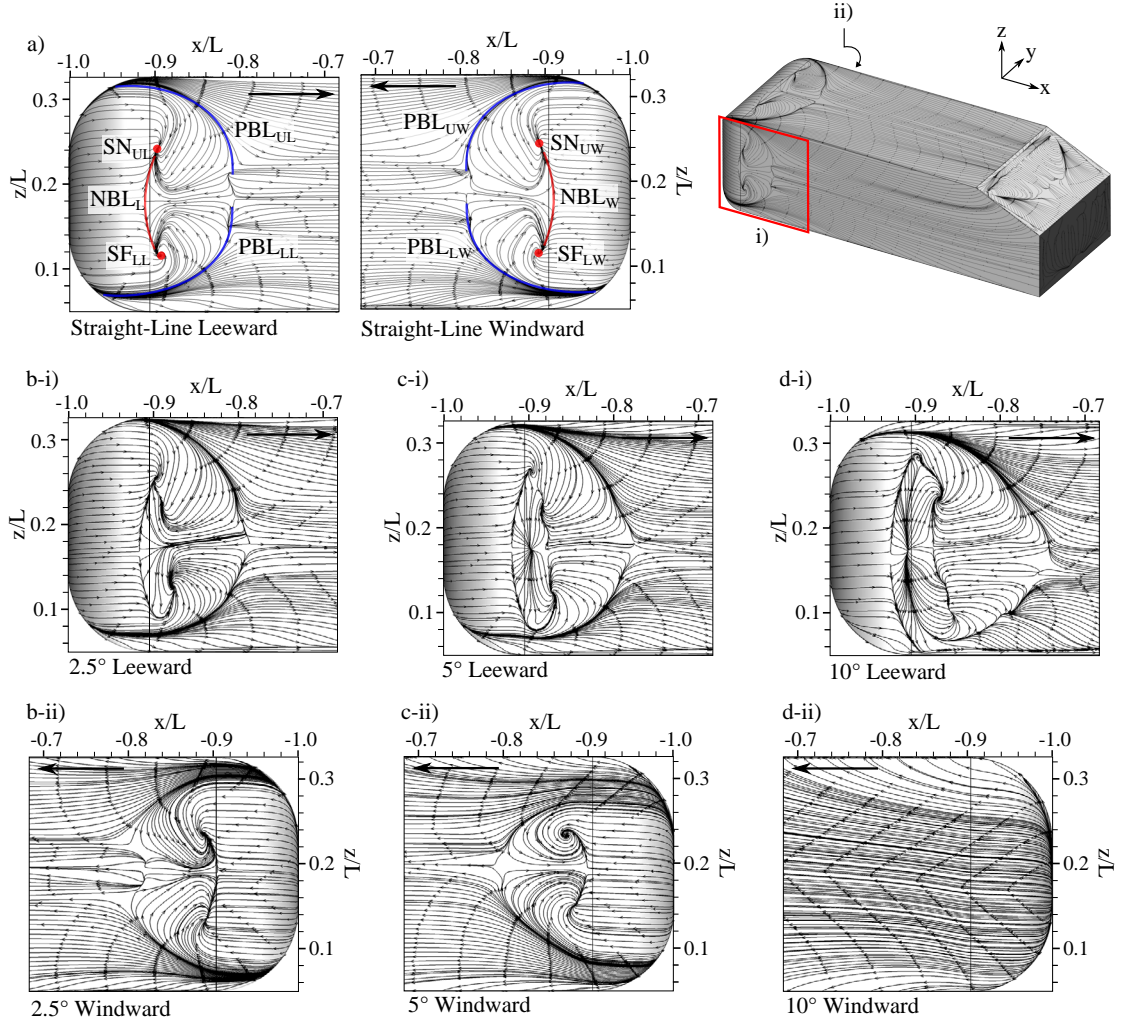 a)
x/L
-1.0 -0.9 -0.8 -0.7
z/L
0.3
0.2
0.1
PBL_UL
SN_UL
NBL_L
SF_LL
PBL_LL
Straight-Line Leeward
x/L
-0.7 -0.8 -0.9 -1.0
PBL_UW
SN_UW
NBL_W
SF_LW
PBL_LW
0.3
0.2
0.1
z/L
Straight-Line Windward
ii)
z
y
x
i)
b-i)
x/L
-1.0 -0.9 -0.8 -0.7
z/L
0.3
0.2
0.1
2.5° Leeward
c-i)
x/L
-1.0 -0.9 -0.8 -0.7
z/L
0.3
0.2
0.1
5° Leeward
d-i)
x/L
-1.0 -0.9 -0.8 -0.7
z/L
0.3
0.2
0.1
10° Leeward
b-ii)
x/L
-0.7 -0.8 -0.9 -1.0
0.3
0.2
0.1
z/L
2.5° Windward
c-ii)
x/L
-0.7 -0.8 -0.9 -1.0
0.3
0.2
0.1
z/L
5° Windward
d-ii)
x/L
-0.7 -0.8 -0.9 -1.0
0.3
0.2
0.1
z/L
10° Windward